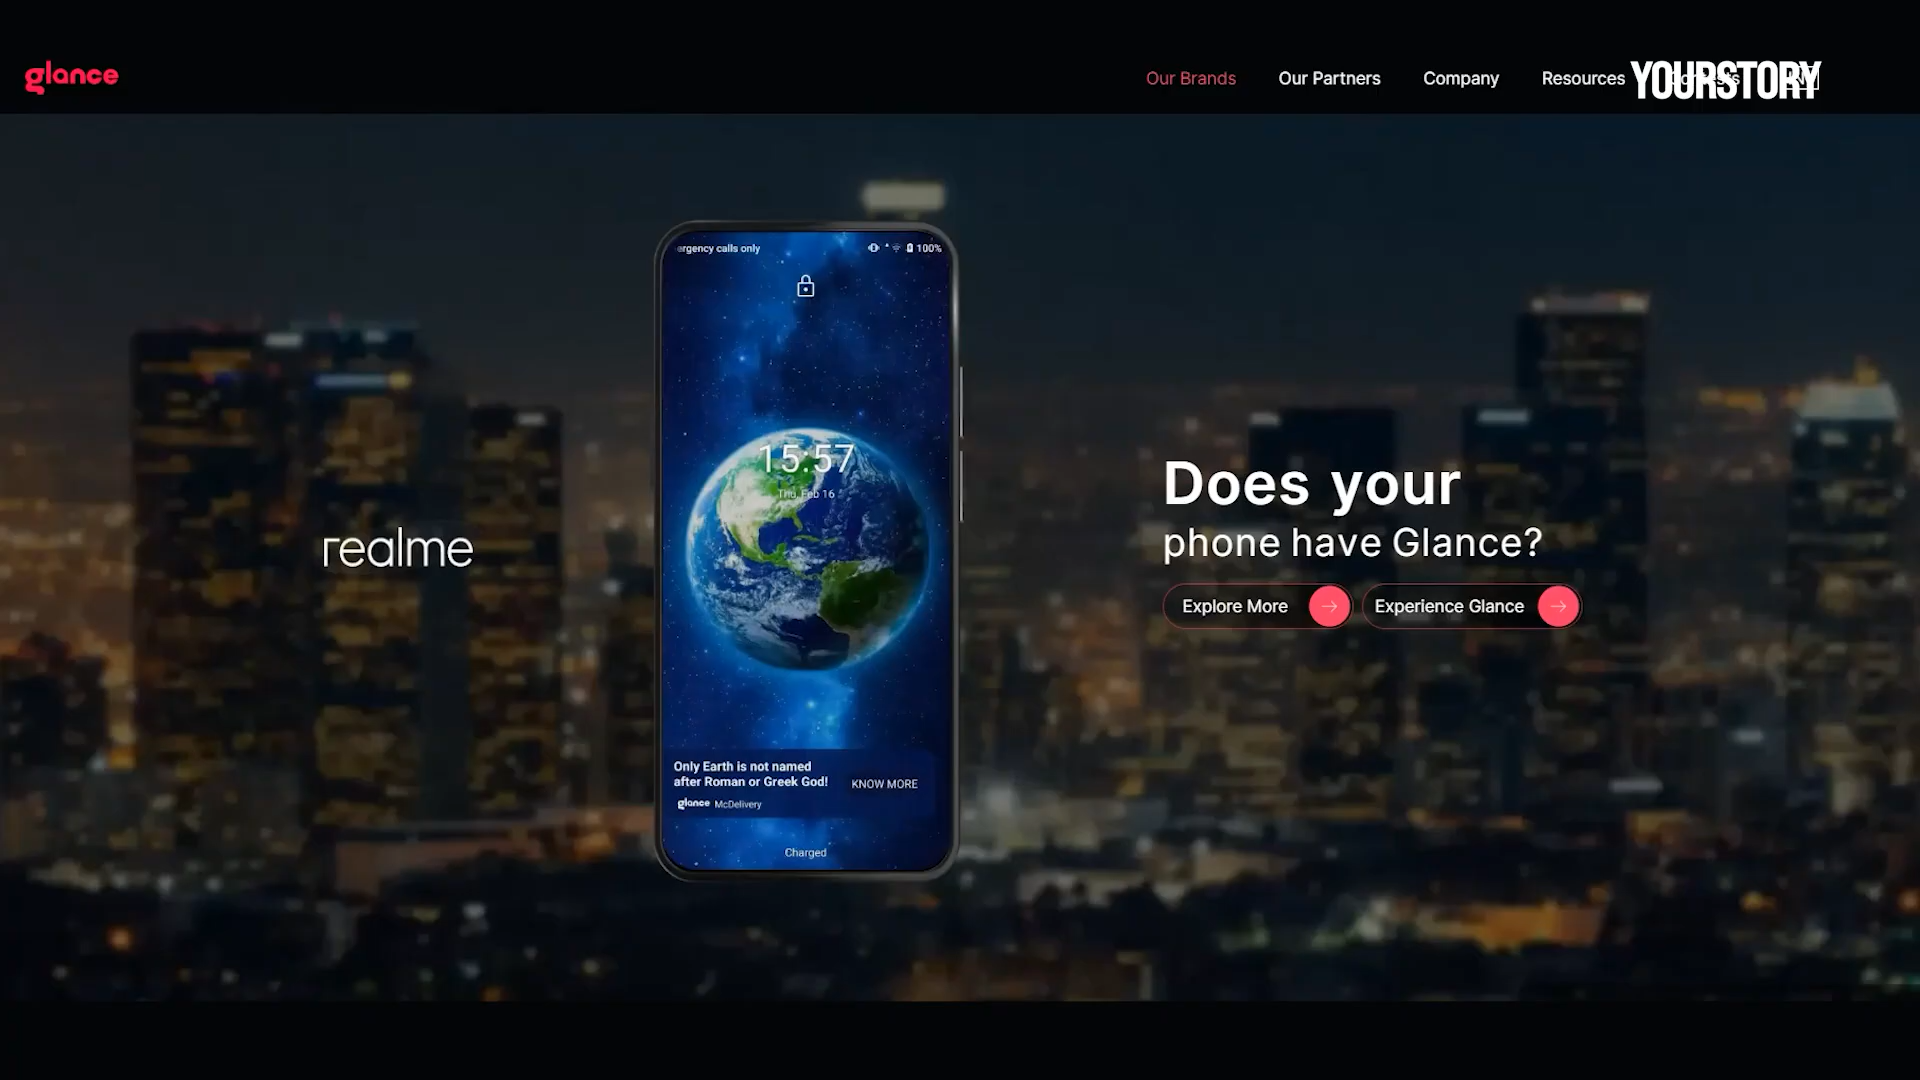 glance
Our Brands
Our Partners
Company
Resources
YOURSTORY
ergency calls only
100%
15:57
Thu, Feb 16
realme
Does your
phone have Glance?
Explore More
Experience Glance
Only Earth is not named
after Roman or Greek God!
KNOW MORE
glance McDelivery
Charged